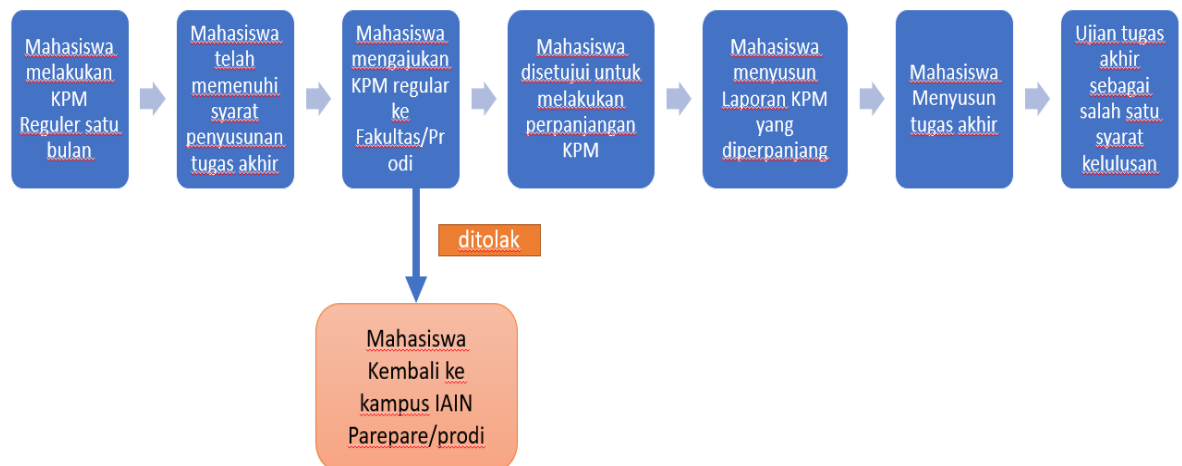 Mahasiswa
melakukan
KPM
Reguler satu
bulan
Mahasiswa
telah
memenuhi
syarat
penyusunan
tugas akhir
Mahasiswa
mengajukan
KPM regular
ke
Fakultas/Pr
odi
Mahasiswa
disetujui untuk
melakukan
perpanjangan
KPM
Mahasiswa
menyusun
Laporan KPM
yang
diperpanjang
Mahasiswa
Menyusun
tugas akhir
Ujian tugas
akhir
sebagai
salah satu
syarat
kelulusan
ditolak
Mahasiswa
Kembali ke
kampus IAIN
Parepare/prodi